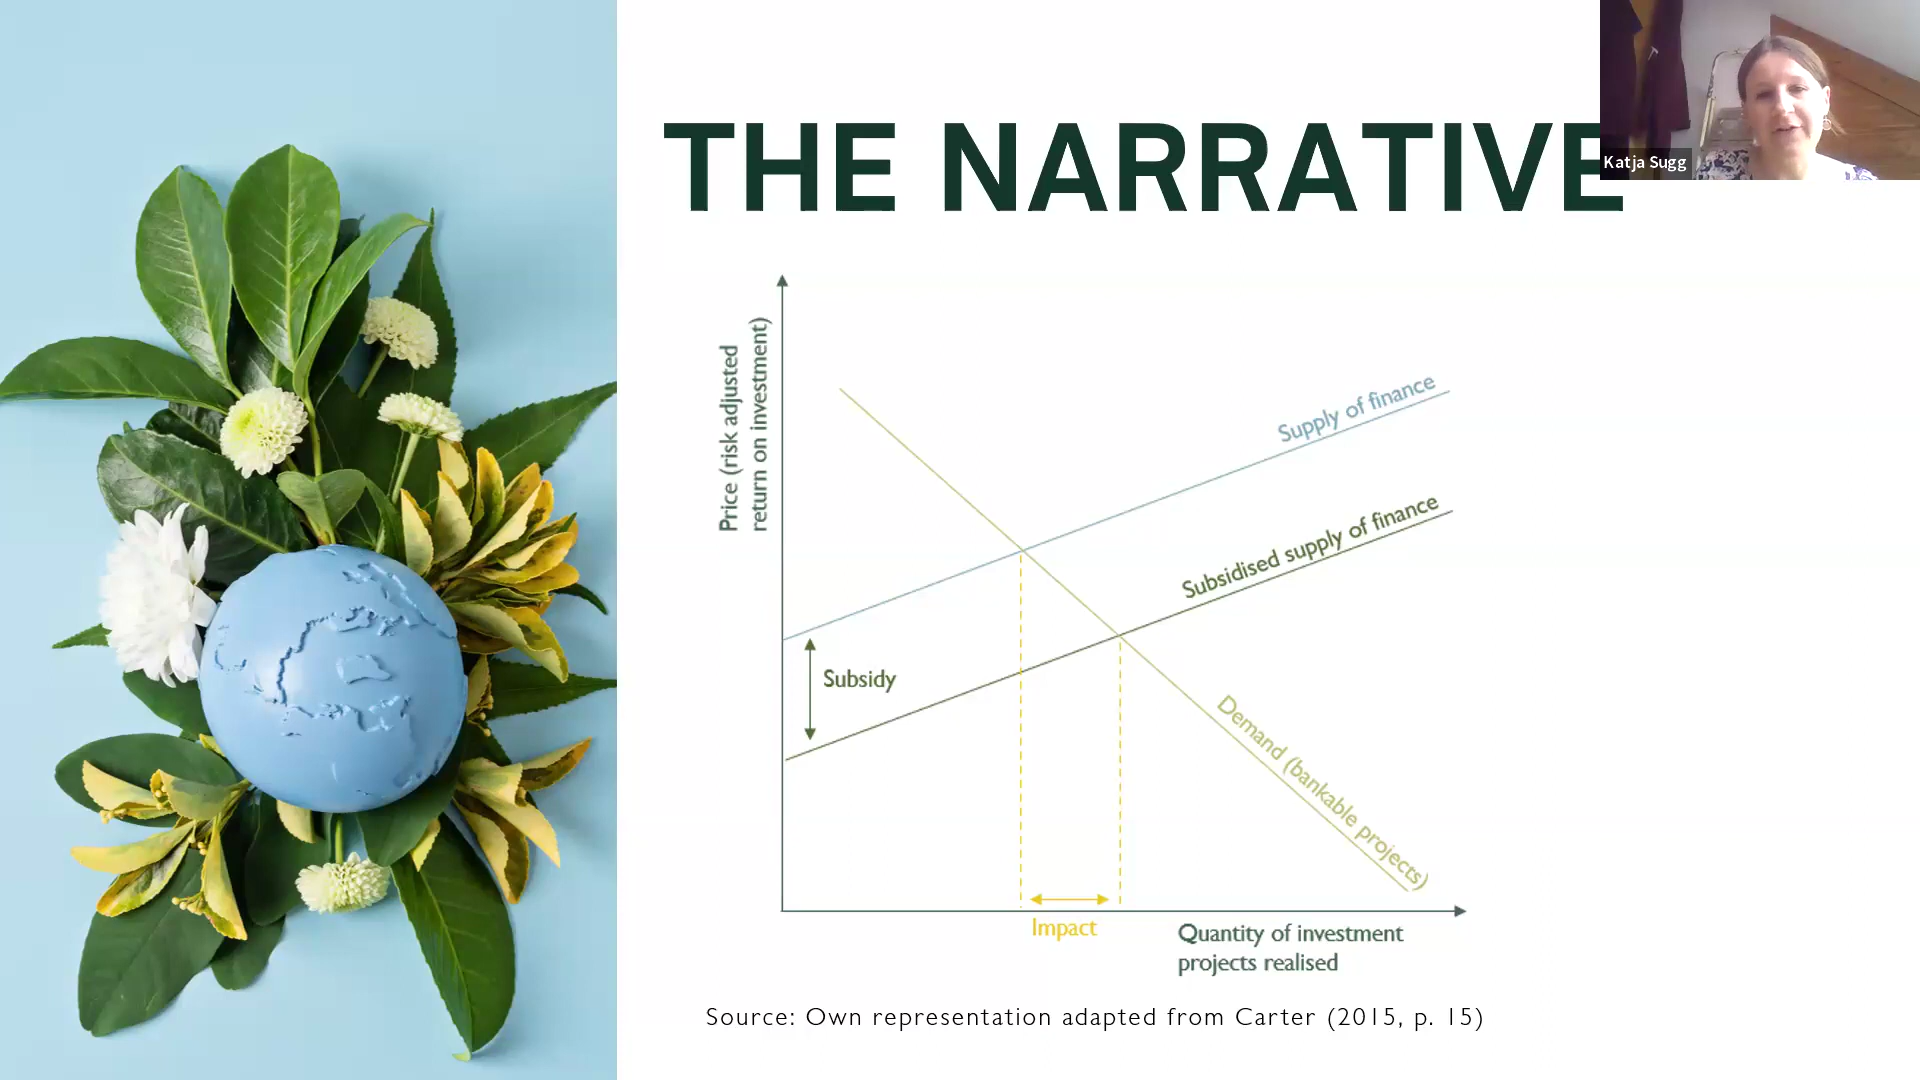 THE NARRATIVE
Katja Sugg
Price (risk adjusted
return on investment)
Supply of finance
Subsidised supply of finance
Subsidy
Demand (bankable projects)
Impact
Quantity of investment
projects realised
Source: Own representation adapted from Carter (2015, p. 15)